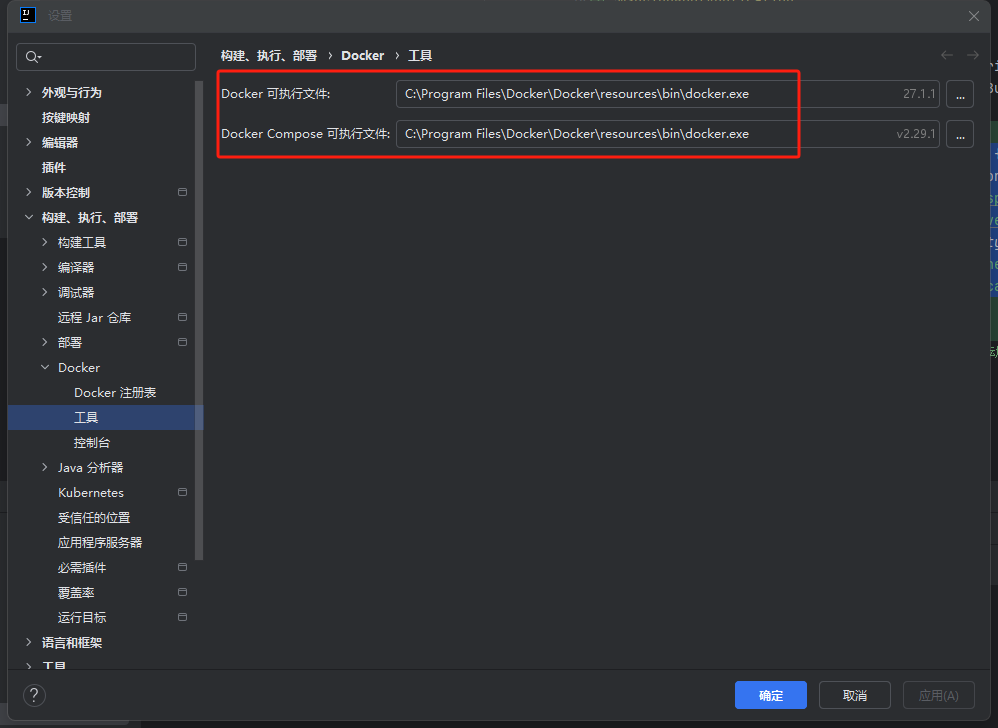 设置
构建、执行、部署 › Docker › 工具
外观与行为
按键映射
编辑器
插件
版本控制
构建、执行、部署
构建工具
编译器
调试器
远程 Jar 仓库
部署
Docker
Docker 注册表
工具
控制台
Java 分析器
Kubernetes
受信任的位置
应用程序服务器
必需插件
覆盖率
运行目标
语言和框架
工具
Docker 可执行文件: C:\Program Files\Docker\Docker\resources\bin\docker.exe 27.1.1 ...
Docker Compose 可执行文件: C:\Program Files\Docker\Docker\resources\bin\docker.exe v2.29.1 ...
? 确定 取消 应用(A)